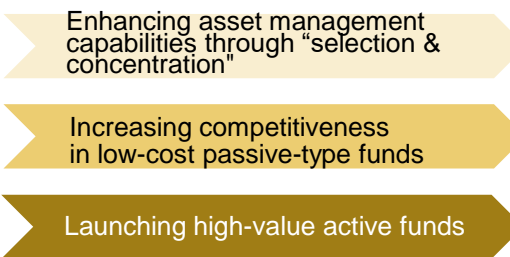 Enhancing asset management
capabilities through “selection &
concentration"
Increasing competitiveness
in low-cost passive-type funds
Launching high-value active funds